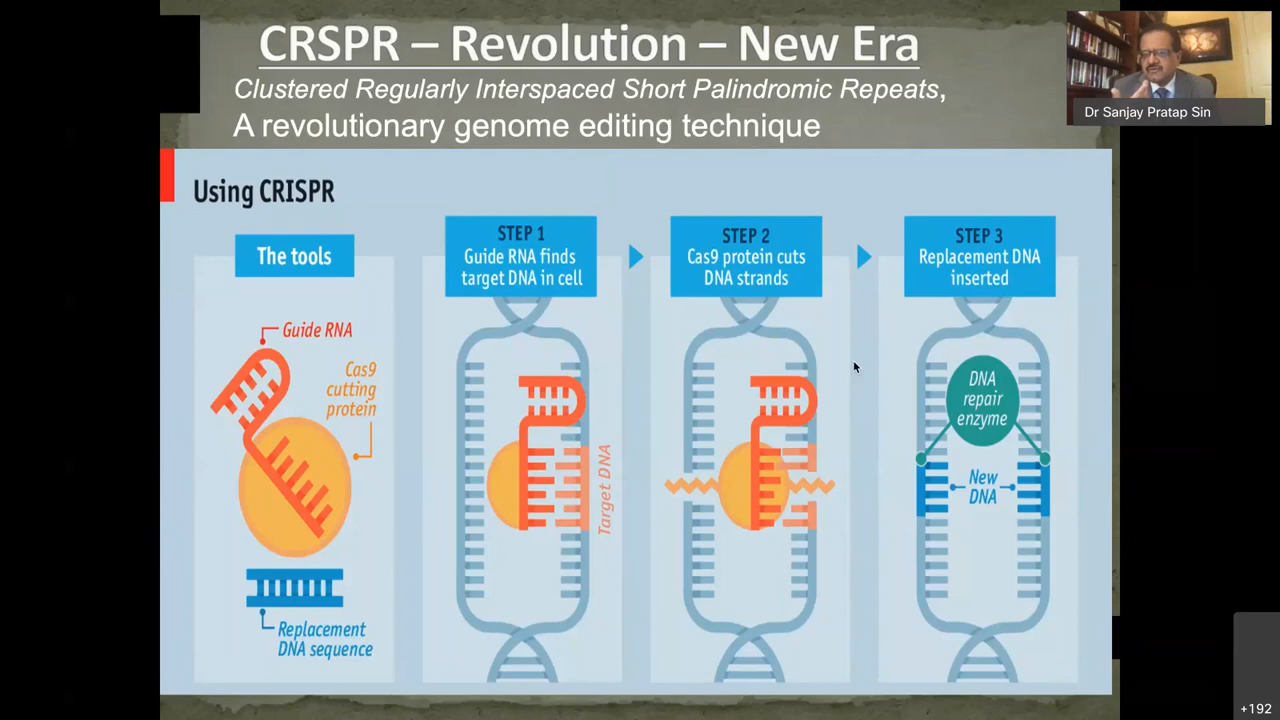 CRSPR – Revolution – New Era
Clustered Regularly Interspaced Short Palindromic Repeats,
A revolutionary genome editing technique
Dr Sanjay Pratap Sin
Using CRISPR
The tools
Guide RNA
Cas9
cutting
protein
Replacement
DNA sequence
STEP 1
Guide RNA finds
target DNA in cell
Target DNA
STEP 2
Cas9 protein cuts
DNA strands
STEP 3
Replacement DNA
inserted
DNA
repair
enzyme
New
DNA
+192